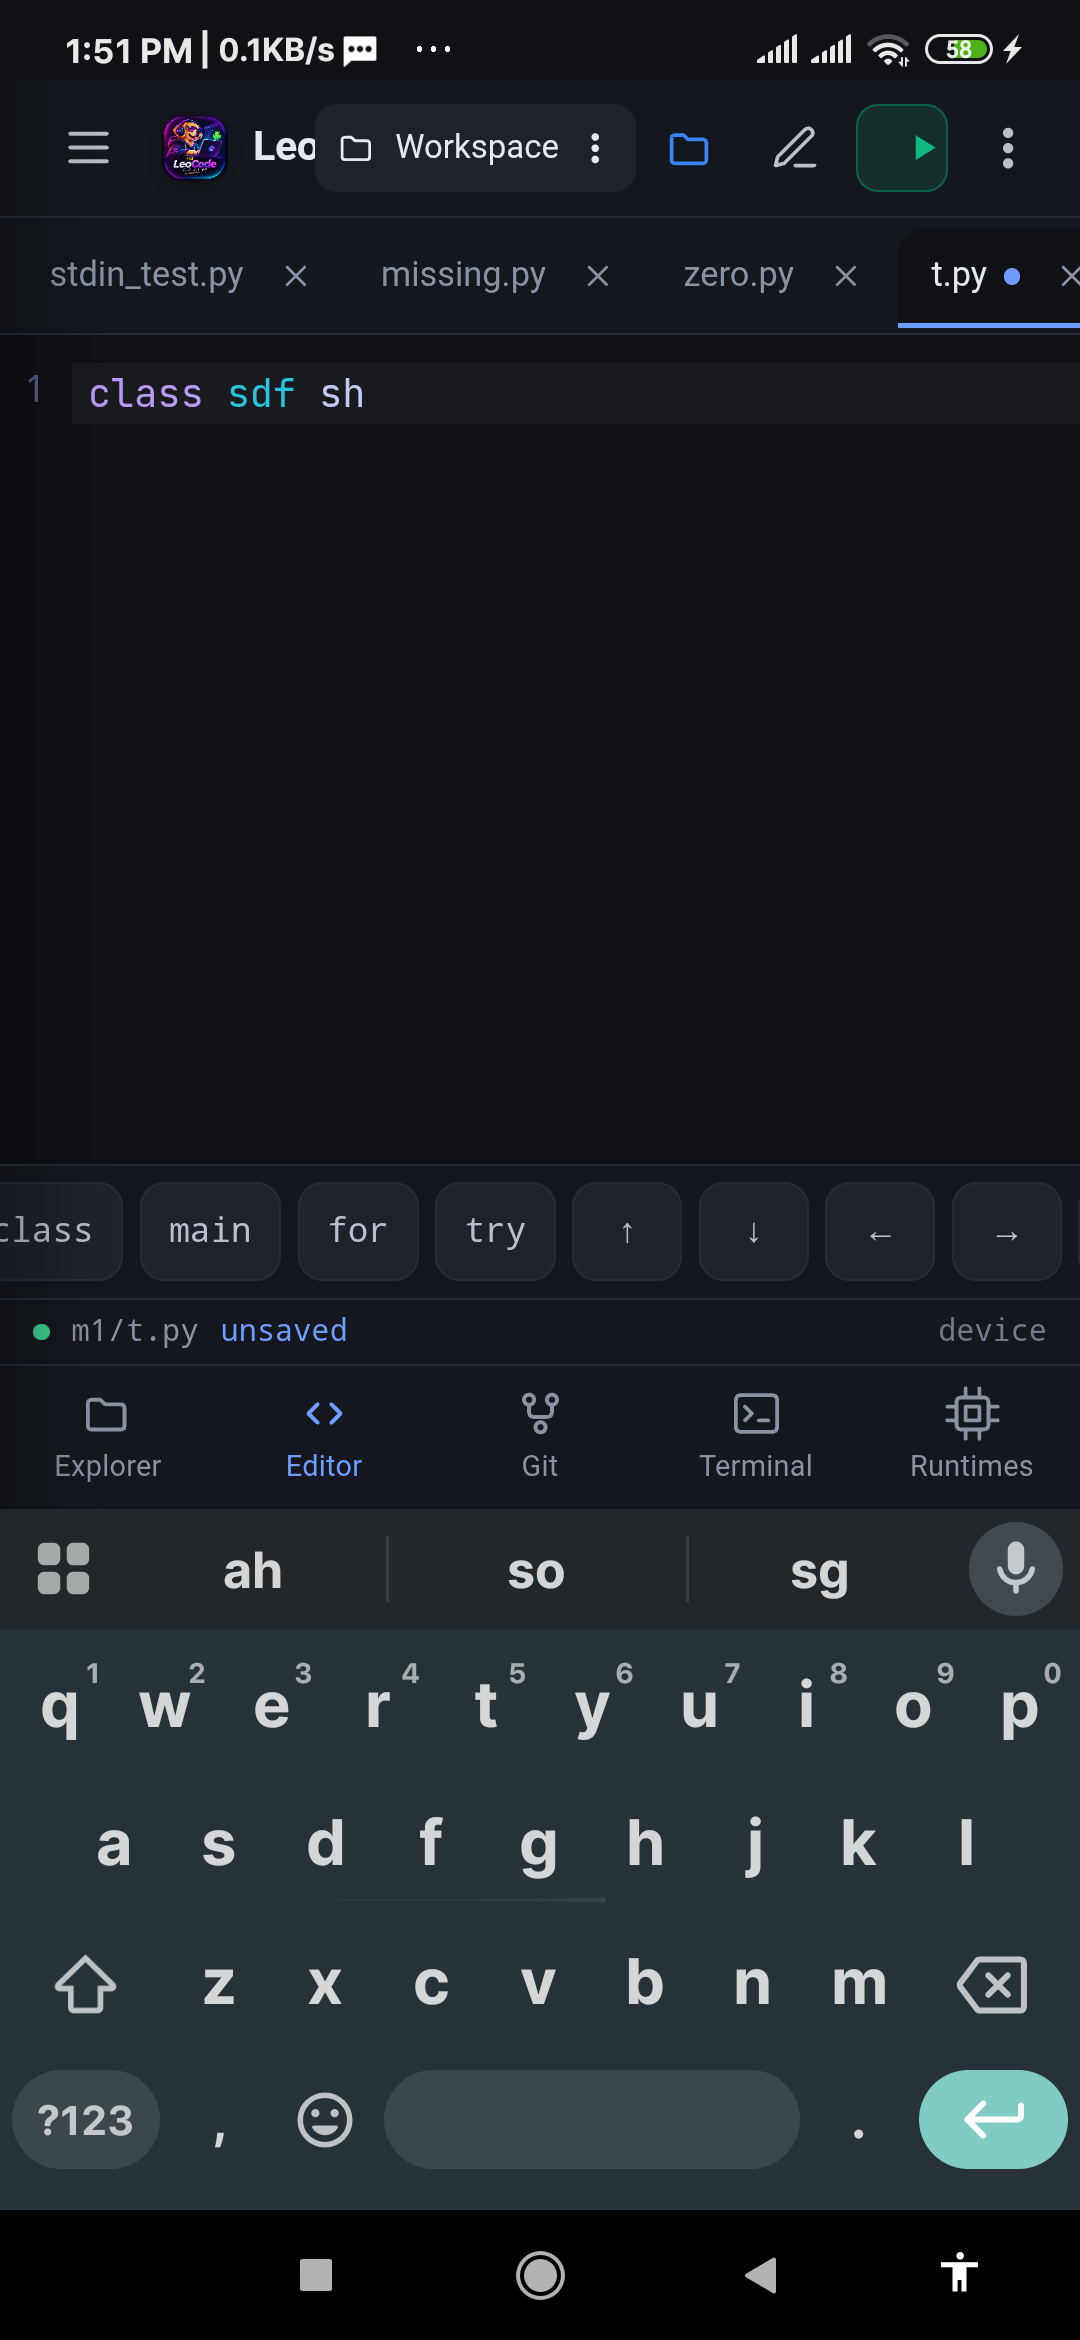 1:51 PM | 0.1KB/s ...
58
LeoCode
Leo
Workspace
stdin_test.py
missing.py
zero.py
t.py
1
class sdf sh
class main for try ↑ ↓ ← →
m1/t.py unsaved device
Explorer Editor Git Terminal Runtimes
ah so sg
1 2 3 4 5 6 7 8 9 0
q w e r t y u i o p
a s d f g h j k l
z x c v b n m
?123 , .